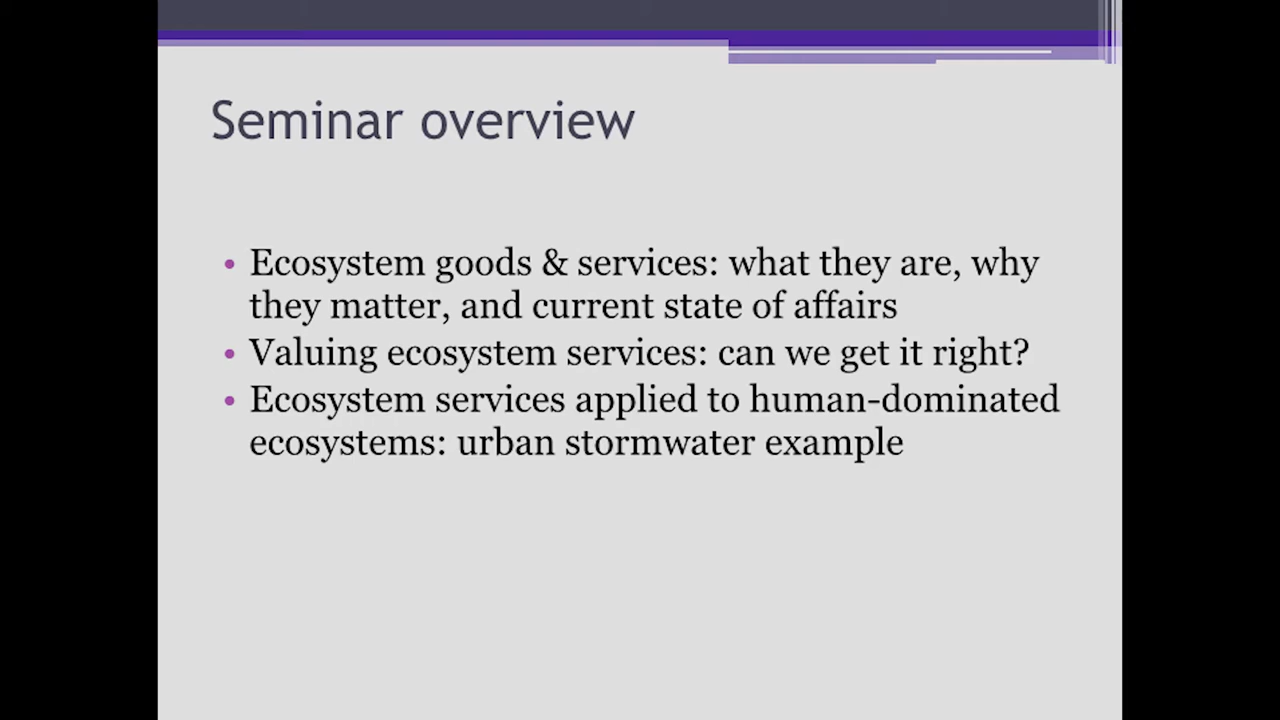 Seminar overview
• Ecosystem goods & services: what they are, why
they matter, and current state of affairs
• Valuing ecosystem services: can we get it right?
• Ecosystem services applied to human-dominated
ecosystems: urban stormwater example